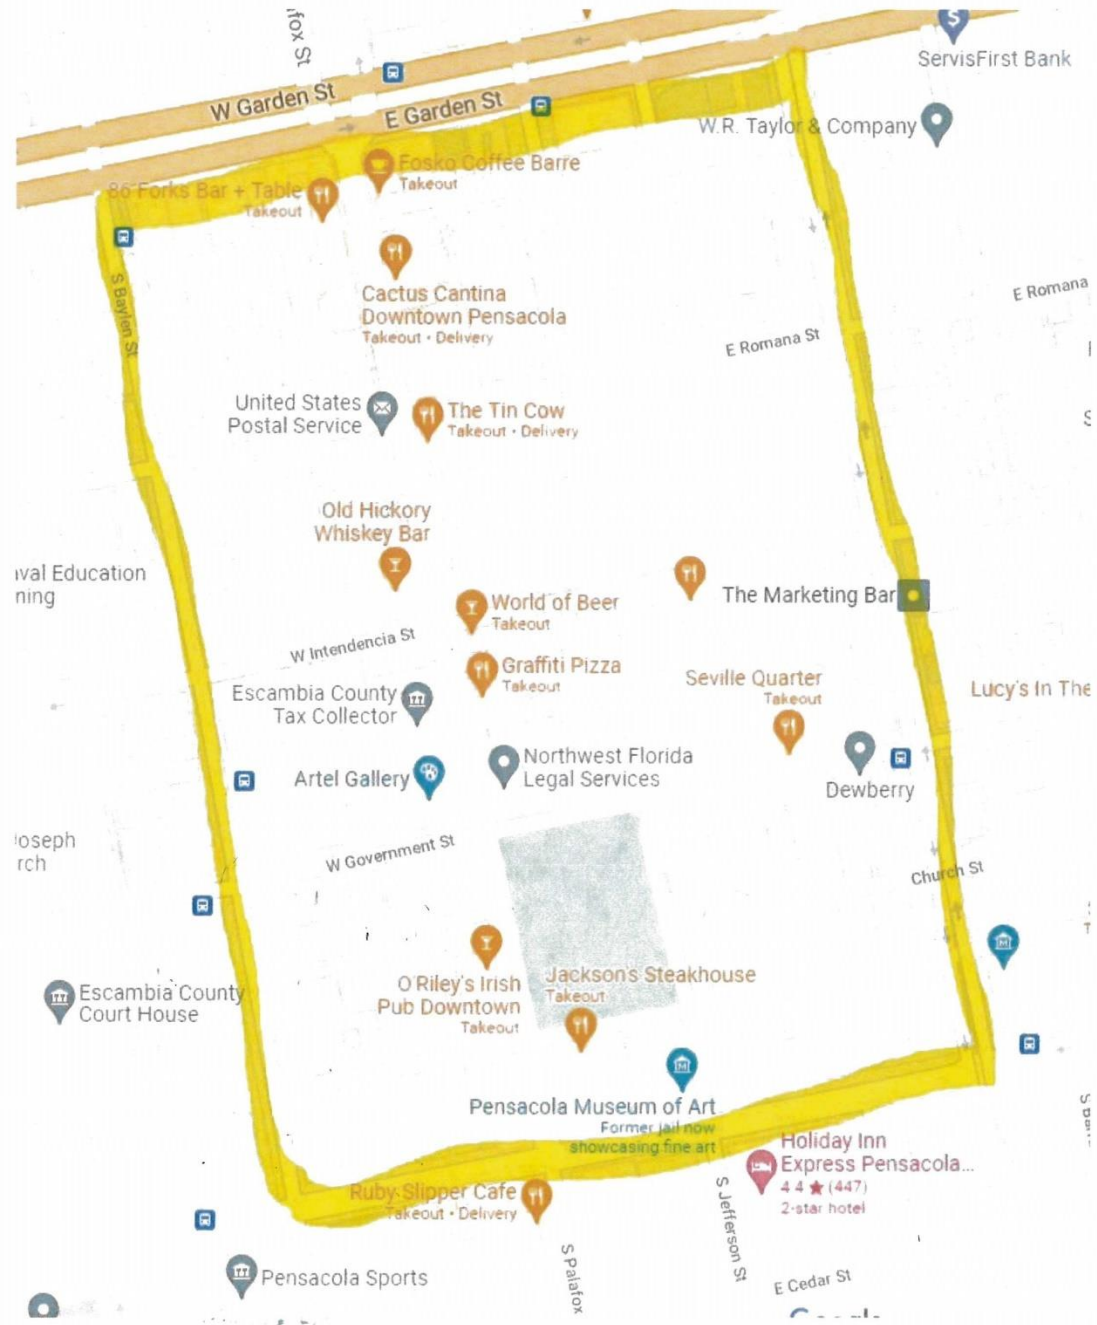 fox St
ServisFirst Bank
W Garden St
E Garden St
W.R. Taylor & Company
Fosko Coffee Barre
Takeout
86 Forks Bar + Table
Takeout
S Baylen St
Cactus Cantina
Downtown Pensacola
Takeout • Delivery
E Romana
E Romana St
United States
Postal Service
The Tin Cow
Takeout • Delivery
S
Old Hickory
Whiskey Bar
aval Education
ning
World of Beer
Takeout
The Marketing Bar
W Intendencia St
Graffiti Pizza
Takeout
Seville Quarter
Takeout
Lucy's In The
Escambia County
Tax Collector
Northwest Florida
Legal Services
Artel Gallery
Dewberry
Joseph
rch
W Government St
Church St
O'Riley's Irish
Pub Downtown
Takeout
Jackson's Steakhouse
Takeout
Escambia County
Court House
Pensacola Museum of Art
Former jail now
showcasing fine art
Holiday Inn
Express Pensacola...
4.4 ★ (447)
2-star hotel
Ruby Slipper Cafe
Takeout • Delivery
S Jefferson St
S Palafox
E Cedar St
Pensacola Sports